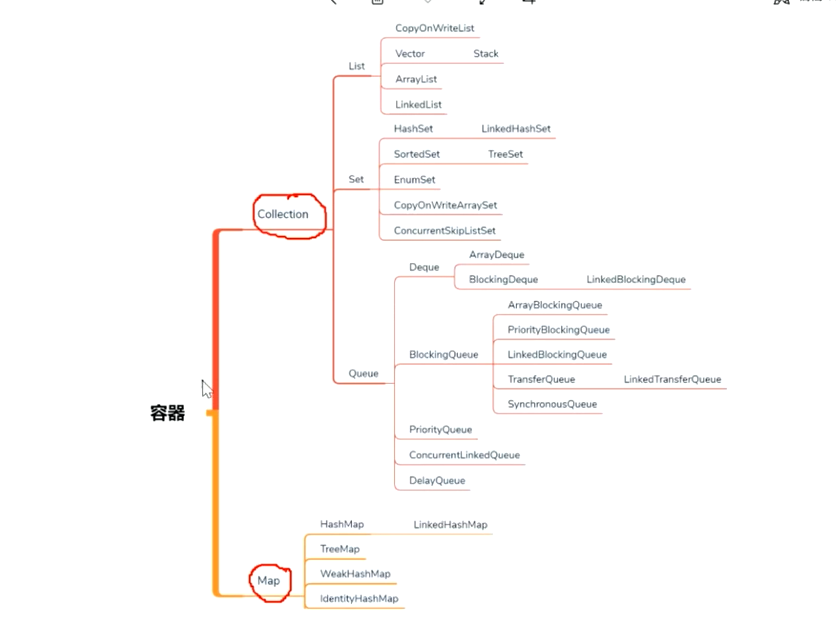 CopyOnWriteList
Vector Stack
List
ArrayList
LinkedList
HashSet LinkedHashSet
SortedSet TreeSet
Set
EnumSet
CopyOnWriteArraySet
Collection
ConcurrentSkipListSet
ArrayDeque
Deque
BlockingDeque LinkedBlockingDeque
ArrayBlockingQueue
PriorityBlockingQueue
BlockingQueue
LinkedBlockingQueue
Queue
TransferQueue LinkedTransferQueue
SynchronousQueue
容器
PriorityQueue
ConcurrentLinkedQueue
DelayQueue
HashMap LinkedHashMap
TreeMap
Map
WeakHashMap
IdentityHashMap